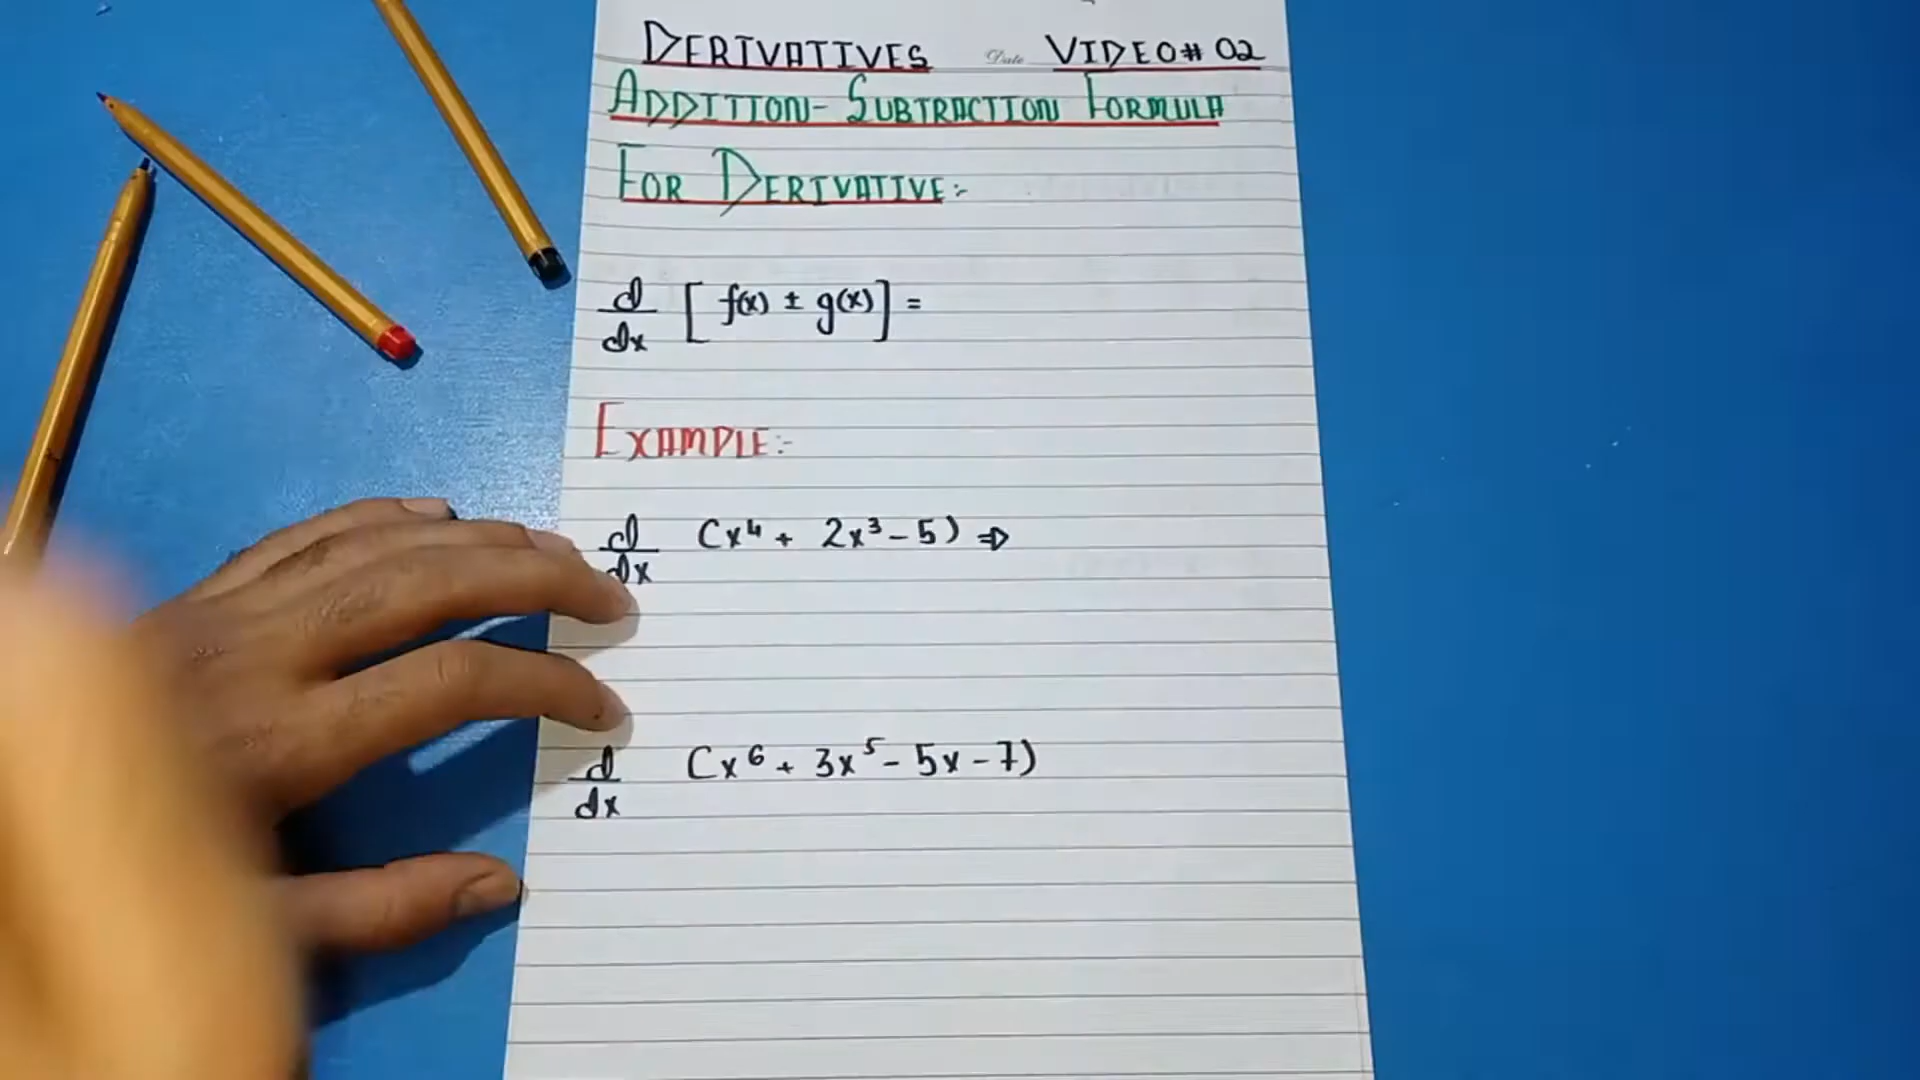 DERIVATIVES Date VIDEO# 02
ADDITION- SUBTRACTION FORMULA
FOR DERIVATIVE:-
d/dx [ f(x) ± g(x) ] =
EXAMPLE:-
d/dx (x⁴ + 2x³ - 5) ⇒
d/dx (x⁶ + 3x⁵ - 5x - 7)